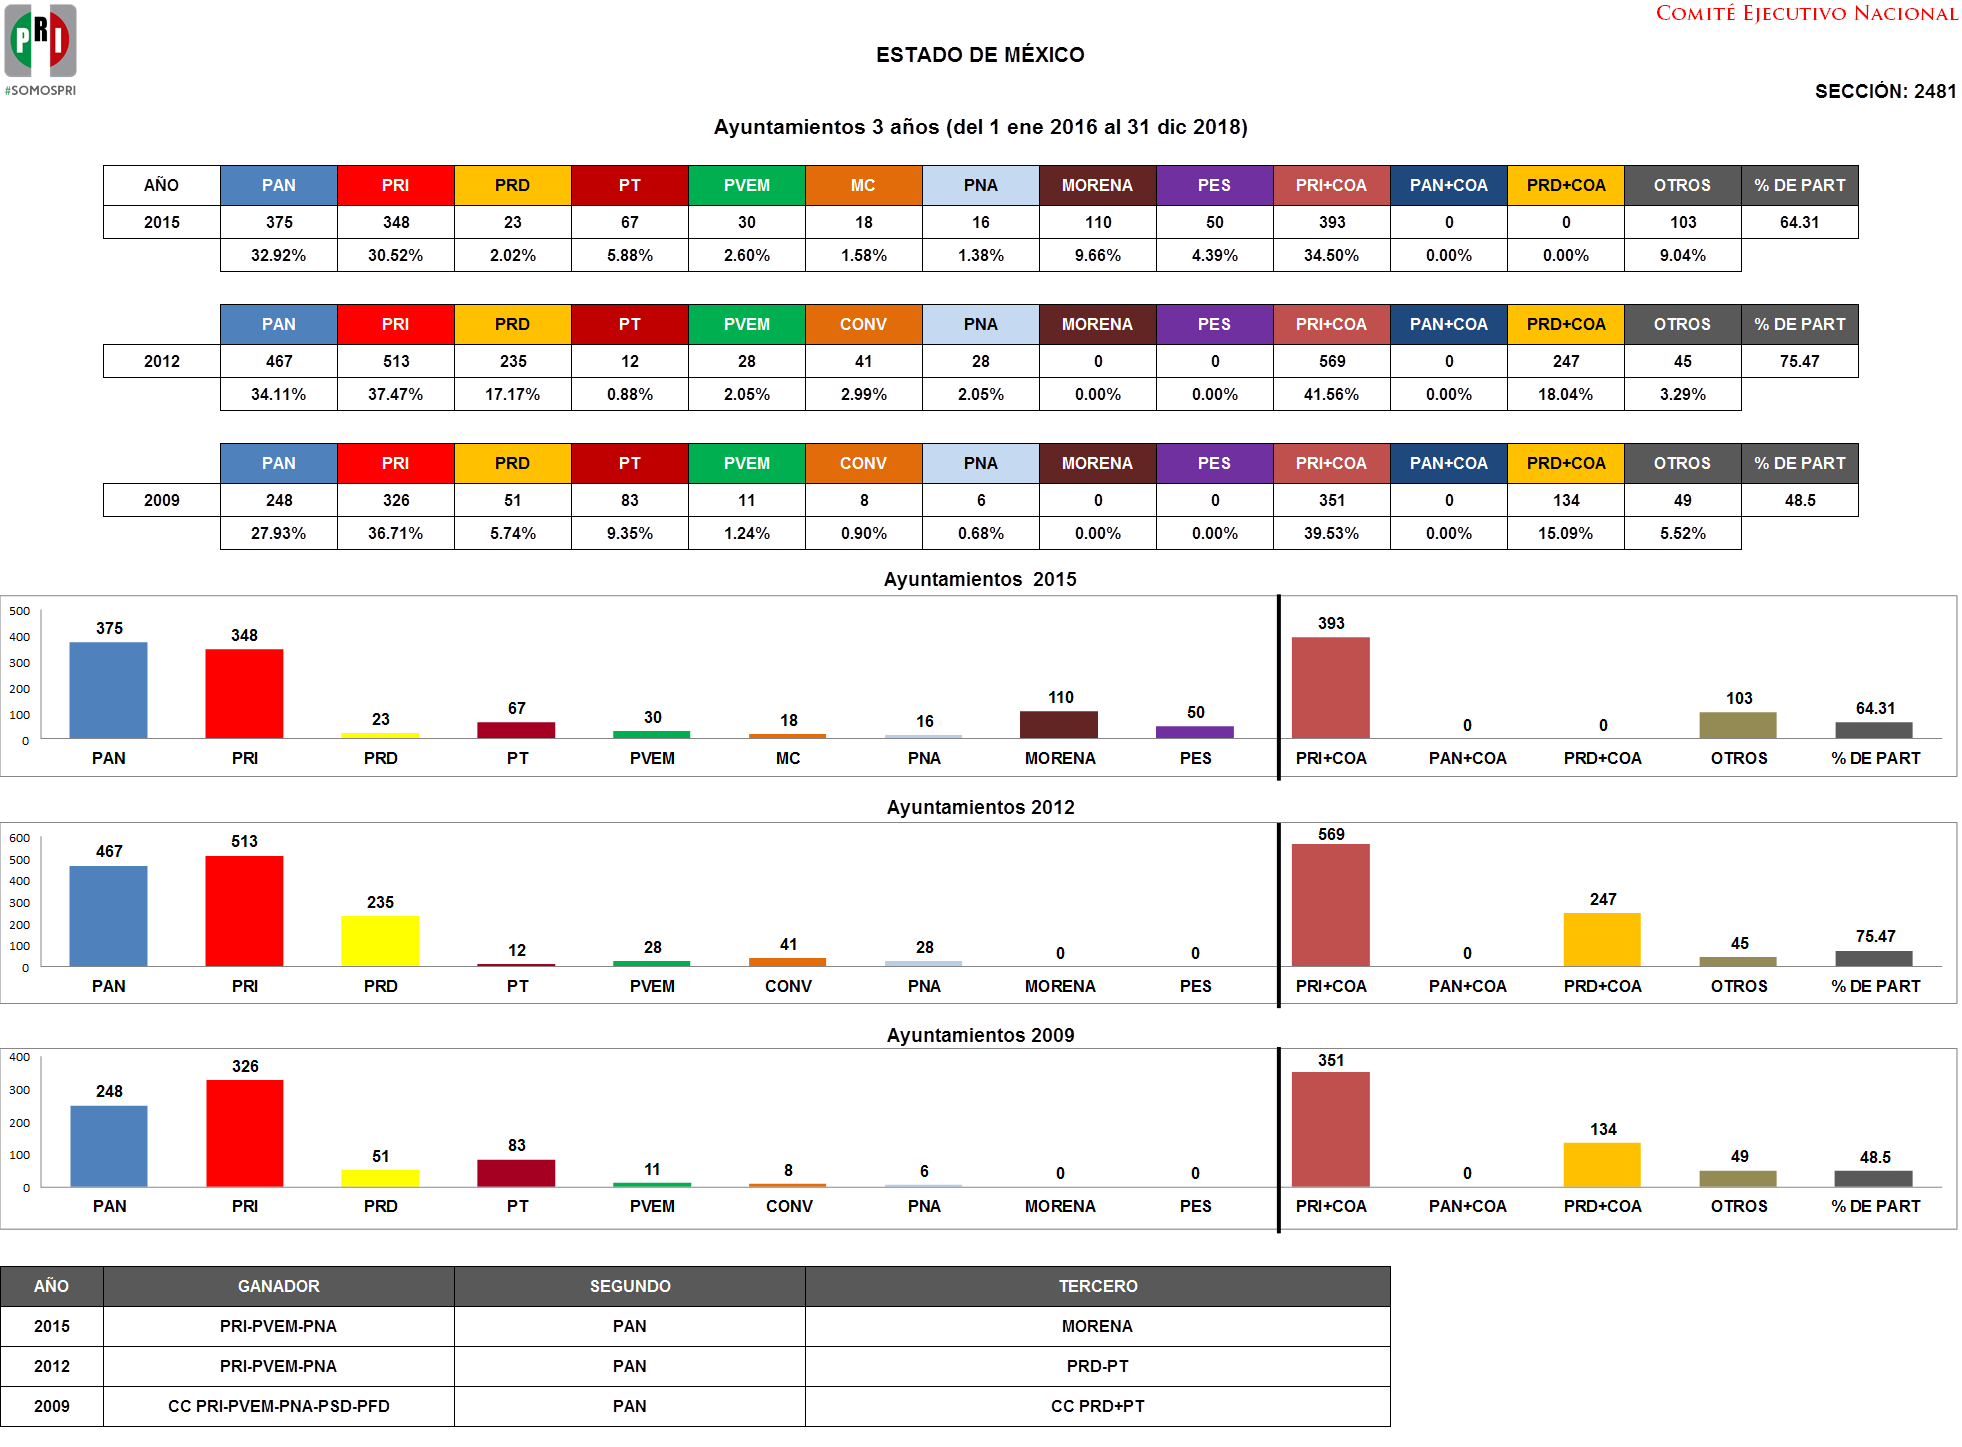 PRI
#SOMOSPRI
COMITÉ EJECUTIVO NACIONAL
ESTADO DE MÉXICO
SECCIÓN: 2481
Ayuntamientos 3 años (del 1 ene 2016 al 31 dic 2018)
AÑO PAN PRI PRD PT PVEM MC PNA MORENA PES PRI+COA PAN+COA PRD+COA OTROS % DE PART
2015 375 348 23 67 30 18 16 110 50 393 0 0 103 64.31
32.92% 30.52% 2.02% 5.88% 2.60% 1.58% 1.38% 9.66% 4.39% 34.50% 0.00% 0.00% 9.04%
PAN PRI PRD PT PVEM CONV PNA MORENA PES PRI+COA PAN+COA PRD+COA OTROS % DE PART
2012 467 513 235 12 28 41 28 0 0 569 0 247 45 75.47
34.11% 37.47% 17.17% 0.88% 2.05% 2.99% 2.05% 0.00% 0.00% 41.56% 0.00% 18.04% 3.29%
PAN PRI PRD PT PVEM CONV PNA MORENA PES PRI+COA PAN+COA PRD+COA OTROS % DE PART
2009 248 326 51 83 11 8 6 0 0 351 0 134 49 48.5
27.93% 36.71% 5.74% 9.35% 1.24% 0.90% 0.68% 0.00% 0.00% 39.53% 0.00% 15.09% 5.52%
Ayuntamientos 2015
500
400
300
200
100
0
375 348 23 67 30 18 16 110 50 393 0 0 103 64.31
PAN PRI PRD PT PVEM MC PNA MORENA PES PRI+COA PAN+COA PRD+COA OTROS % DE PART
Ayuntamientos 2012
600
500
400
300
200
100
0
467 513 235 12 28 41 28 0 0 569 0 247 45 75.47
PAN PRI PRD PT PVEM CONV PNA MORENA PES PRI+COA PAN+COA PRD+COA OTROS % DE PART
Ayuntamientos 2009
400
300
200
100
0
248 326 51 83 11 8 6 0 0 351 0 134 49 48.5
PAN PRI PRD PT PVEM CONV PNA MORENA PES PRI+COA PAN+COA PRD+COA OTROS % DE PART
AÑO GANADOR SEGUNDO TERCERO
2015 PRI-PVEM-PNA PAN MORENA
2012 PRI-PVEM-PNA PAN PRD-PT
2009 CC PRI-PVEM-PNA-PSD-PFD PAN CC PRD+PT